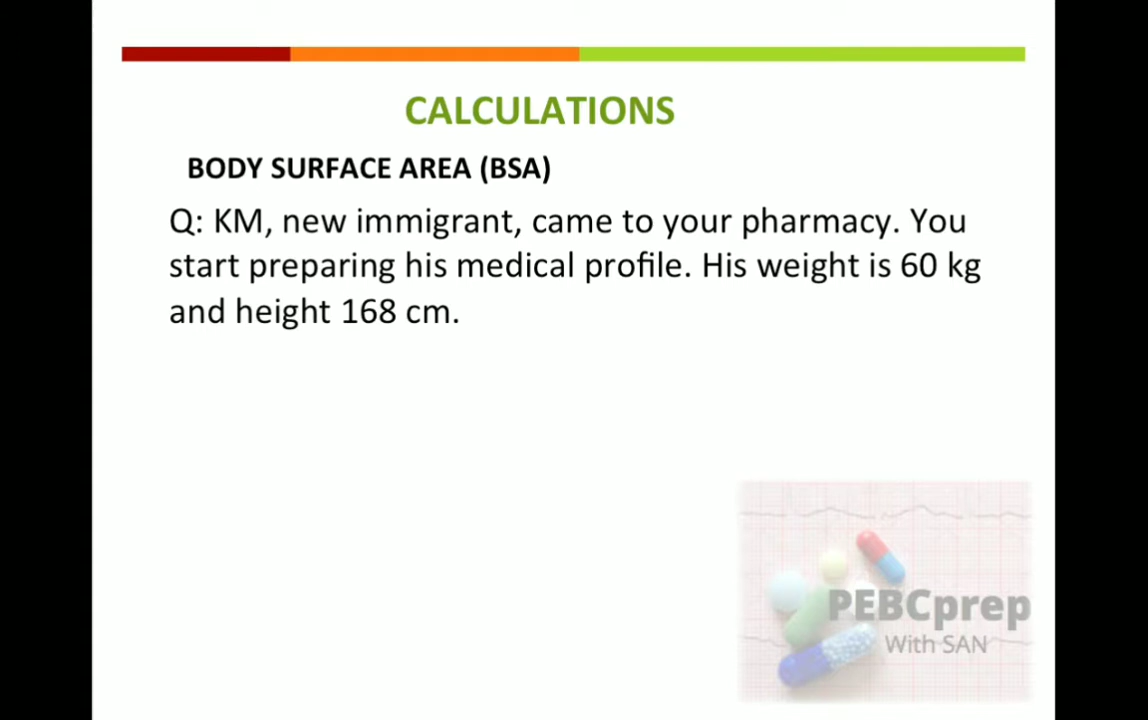 CALCULATIONS
BODY SURFACE AREA (BSA)
Q: KM, new immigrant, came to your pharmacy. You
start preparing his medical profile. His weight is 60 kg
and height 168 cm.
PEBCprep
With SAN